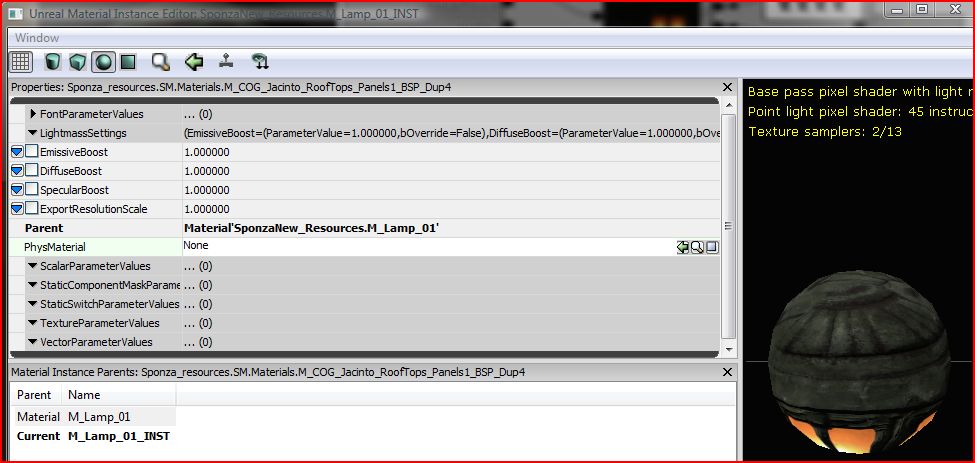 Unreal Material Instance Editor: SponzaNew_Resources.M_Lamp_01_INST
Window
Properties: Sponza_resources.SM.Materials.M_COG_Jacinto_RoofTops_Panels1_BSP_Dup4
FontParameterValues ... (0)
LightmassSettings (EmissiveBoost=(ParameterValue=1.000000,bOverride=False),DiffuseBoost=(ParameterValue=1.000000,bOve
EmissiveBoost 1.000000
DiffuseBoost 1.000000
SpecularBoost 1.000000
ExportResolutionScale 1.000000
Parent Material'SponzaNew_Resources.M_Lamp_01'
PhysMaterial None
ScalarParameterValues ... (0)
StaticComponentMaskParame ... (0)
StaticSwitchParameterValues ... (0)
TextureParameterValues ... (0)
VectorParameterValues ... (0)
Material Instance Parents: Sponza_resources.SM.Materials.M_COG_Jacinto_RoofTops_Panels1_BSP_Dup4
Parent Name
Material M_Lamp_01
Current M_Lamp_01_INST
Base pass pixel shader with light
Point light pixel shader: 45 instruc
Texture samplers: 2/13